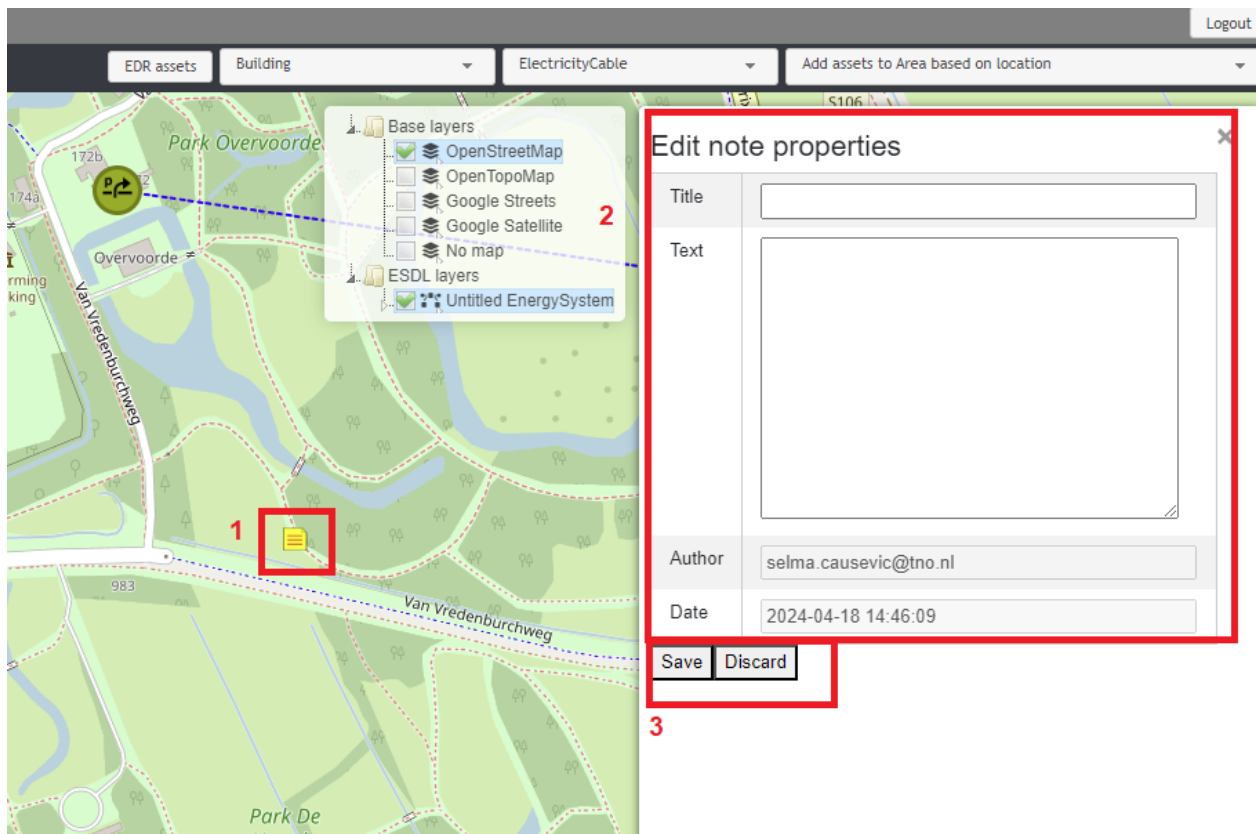 Logout
EDR assets
Building
ElectricityCable
Add assets to Area based on location
S106
Park Overvoorde
172b
174a
Overvoorde
Van Vredenburchweg
Base layers
OpenStreetMap
OpenTopoMap
Google Streets
Google Satellite
No map
ESDL layers
Untitled EnergySystem
2
Edit note properties
×
Title
Text
Author
selma.causevic@tno.nl
Date
2024-04-18 14:46:09
Save
Discard
3
1
983
Van Vredenburchweg
Park De